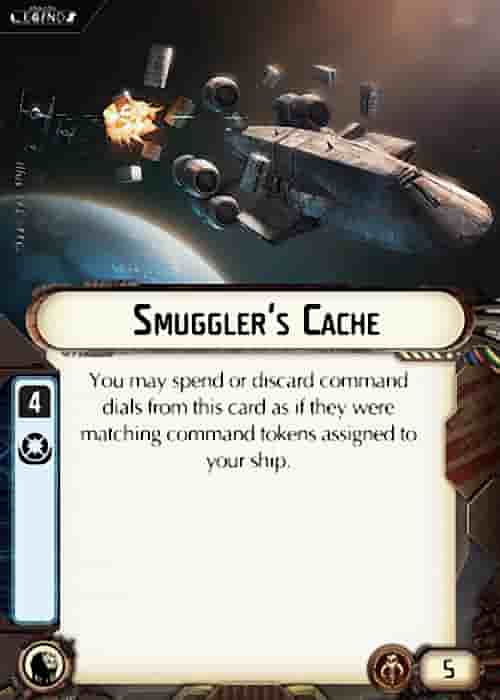 LEGENDS
SMUGGLER'S CACHE
You may spend or discard command
dials from this card as if they were
matching command tokens assigned to
your ship.
4
5